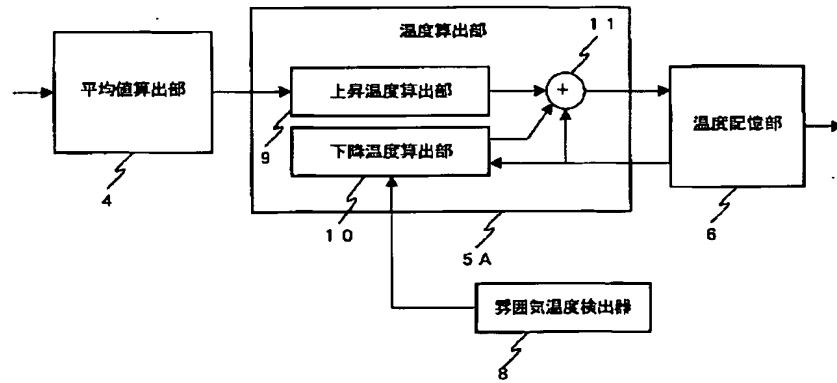 温度算出部
１１
平均値算出部
上昇温度算出部
+
温度記憶部
下降温度算出部
9
4
１０
6
５Ａ
雰囲気温度検出器
8